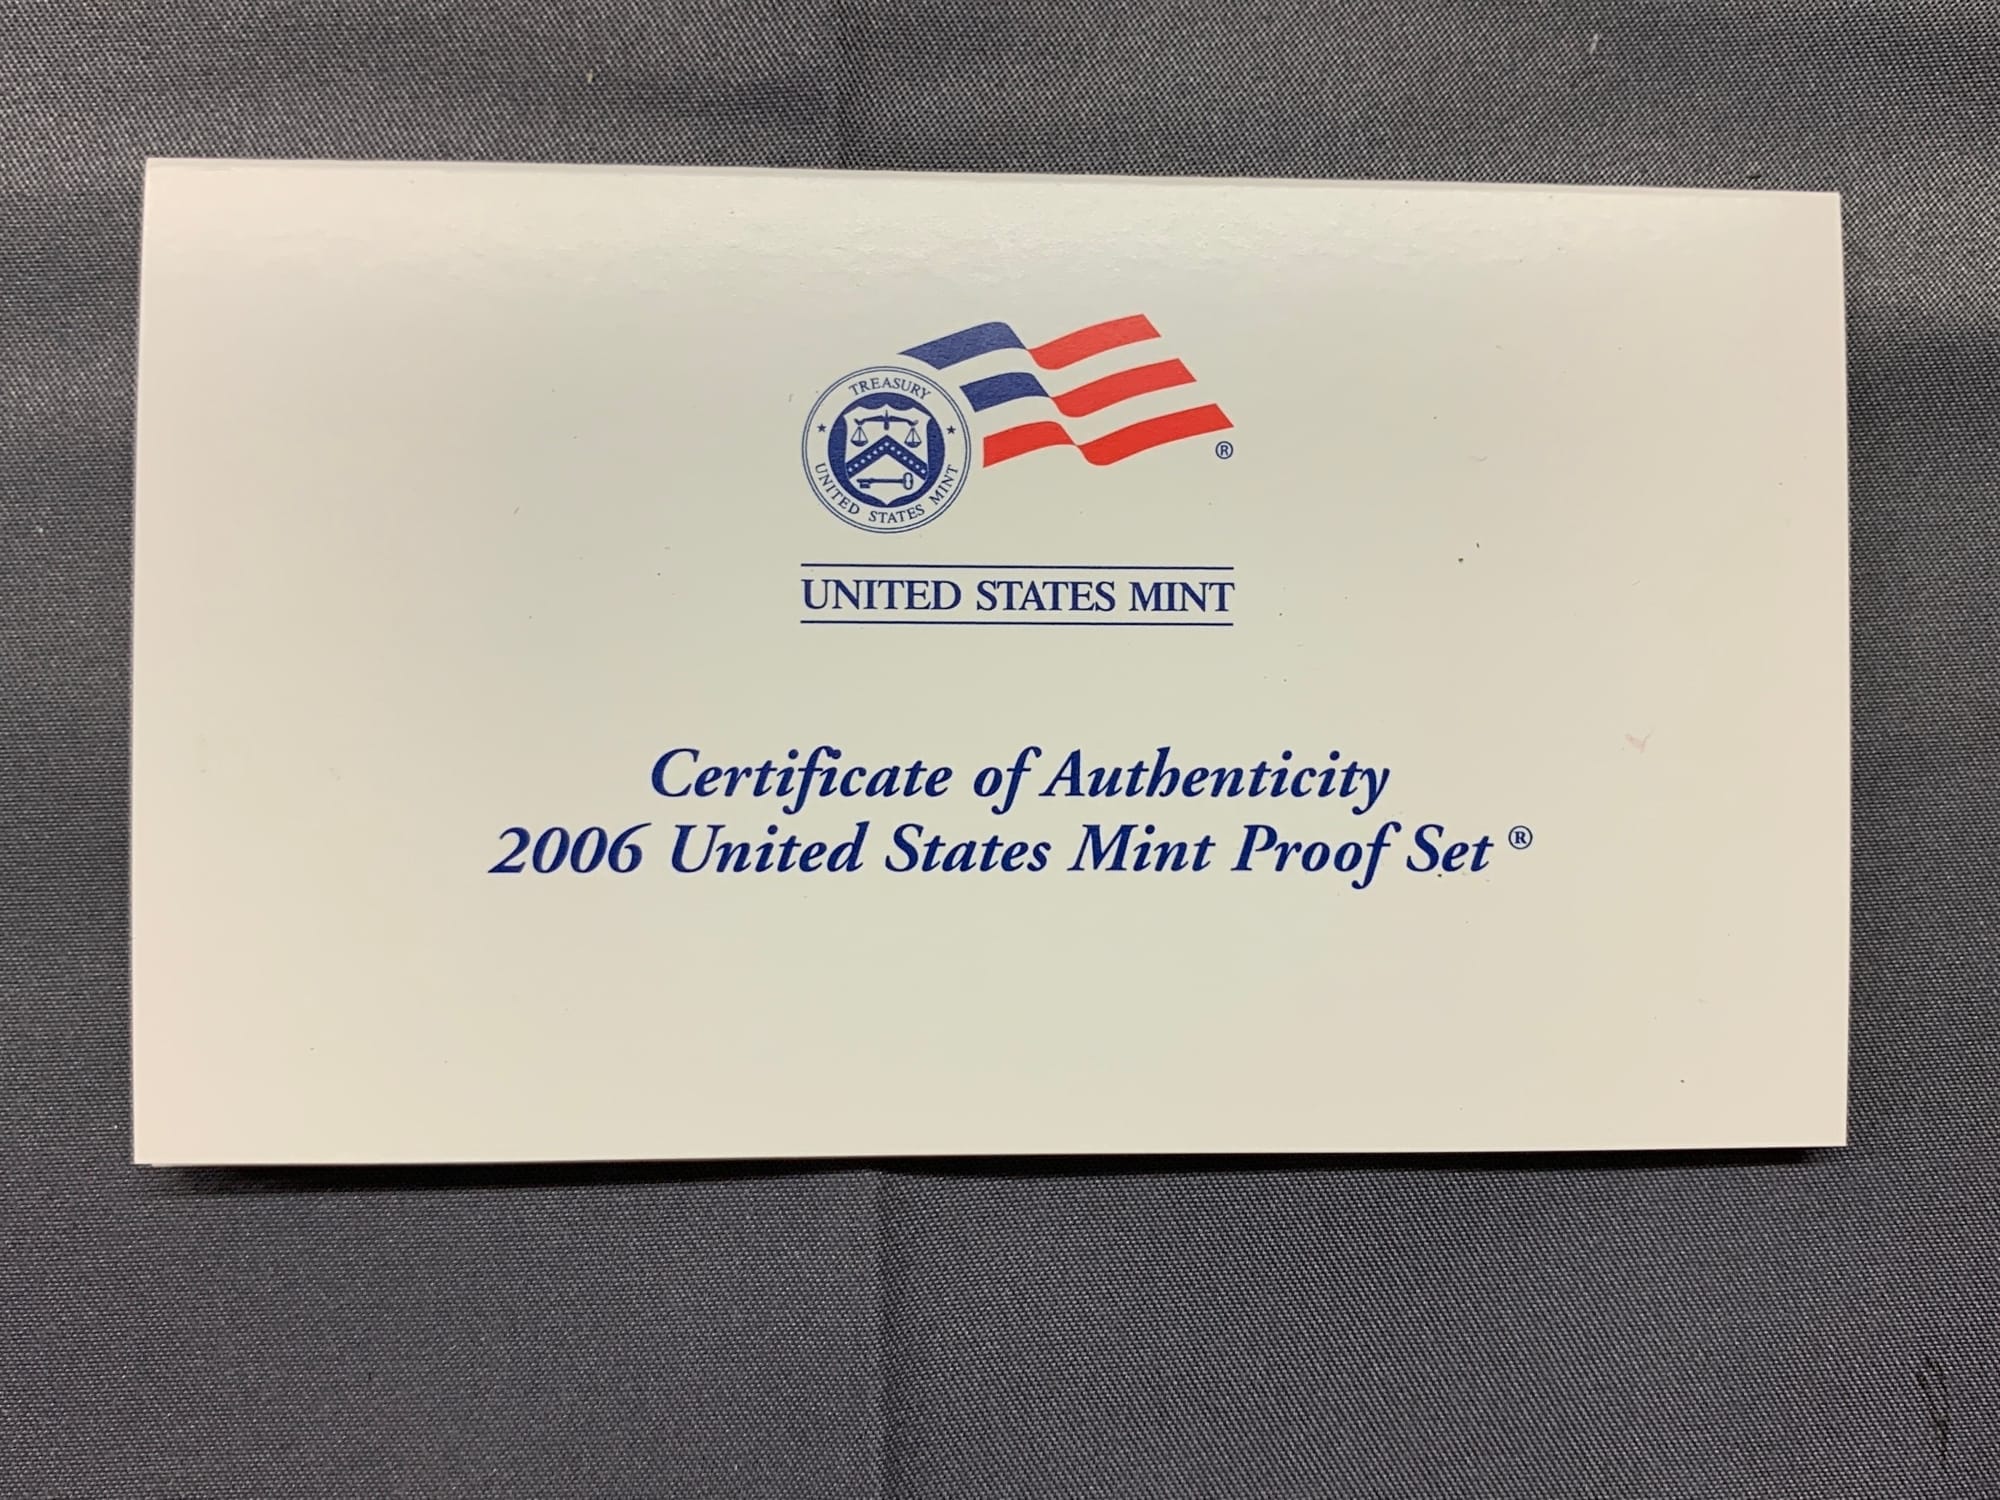 TREASURY
UNITED STATES MINT
®
UNITED STATES MINT
Certificate of Authenticity
2006 United States Mint Proof Set ®